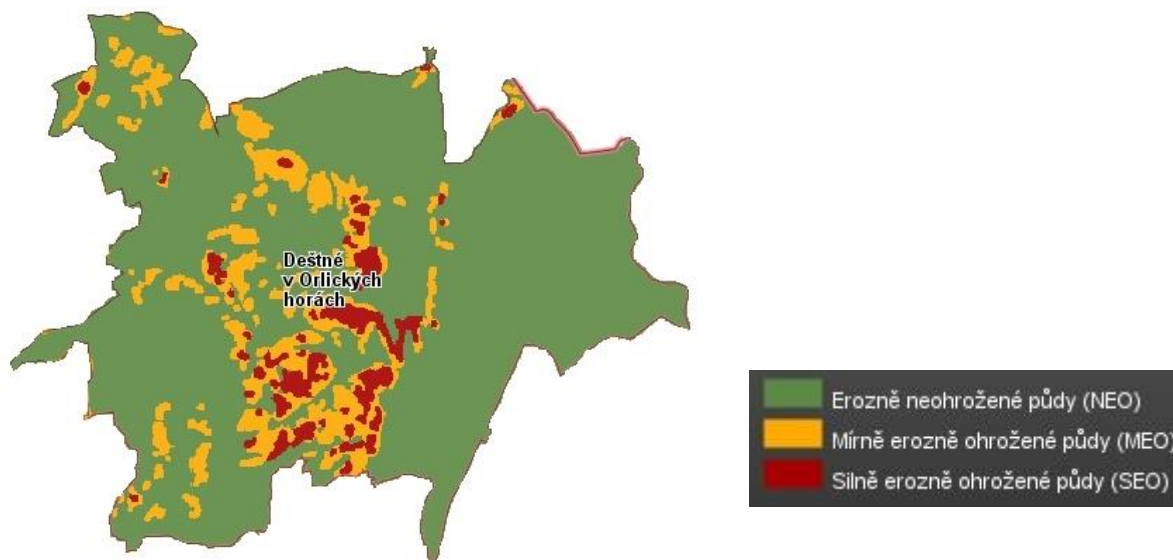 Deštné
v Orlických
horách
Erozně neohrožené půdy (NEO)
Mírně erozně ohrožené půdy (MEO)
Silně erozně ohrožené půdy (SEO)